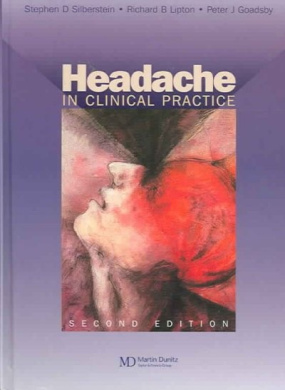 Stephen D Silberstein • Richard B Lipton • Peter J Goadsby
Headache
IN CLINICAL PRACTICE
SECOND EDITION
MD Martin Dunitz